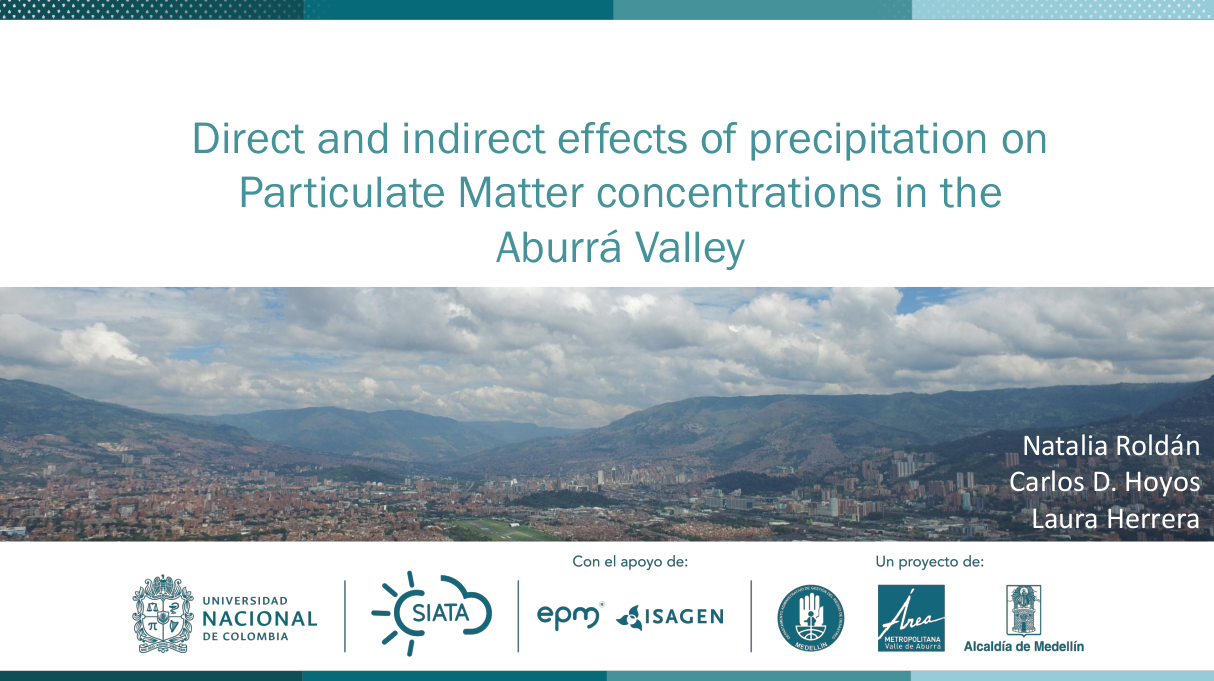 Direct and indirect effects of precipitation on
Particulate Matter concentrations in the
Aburrá Valley
Natalia Roldán
Carlos D. Hoyos
Laura Herrera
Con el apoyo de:
Un proyecto de:
UNIVERSIDAD
NACIONAL
DE COLOMBIA
SIATA
epm®
ISAGEN
MEDELLÍN
Área
METROPOLITANA
Valle de Aburrá
Alcaldía de Medellín